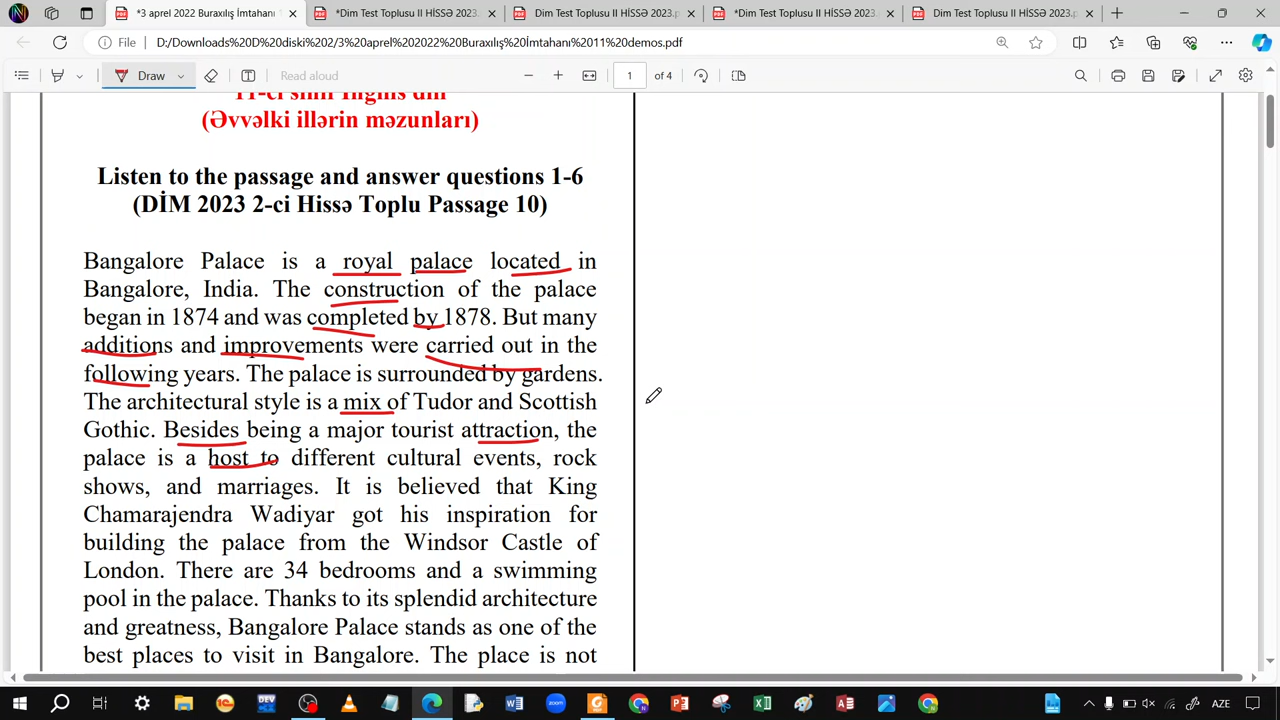 *3 aprel 2022 Buraxılış İmtahanı
*Dim Test Toplusu II HİSSƏ 2023.p
Dim Test Toplusu II HİSSƏ 2023.p
*Dim Test Toplusu II HİSSƏ 2023.
Dim Test Toplusu II HİSSƏ 2023.p
File
D:/Downloads%20D%20diski%202/3%20aprel%202022%20Buraxılış%20İmtahanı%2011%20demos.pdf
Draw
Read aloud
1 of 4
11-ci sinif İngilis dili
(Əvvəlki illərin məzunları)
Listen to the passage and answer questions 1-6
(DİM 2023 2-ci Hissə Toplu Passage 10)
Bangalore Palace is a royal palace located in
Bangalore, India. The construction of the palace
began in 1874 and was completed by 1878. But many
additions and improvements were carried out in the
following years. The palace is surrounded by gardens.
The architectural style is a mix of Tudor and Scottish
Gothic. Besides being a major tourist attraction, the
palace is a host to different cultural events, rock
shows, and marriages. It is believed that King
Chamarajendra Wadiyar got his inspiration for
building the palace from the Windsor Castle of
London. There are 34 bedrooms and a swimming
pool in the palace. Thanks to its splendid architecture
and greatness, Bangalore Palace stands as one of the
best places to visit in Bangalore. The place is not
AZE